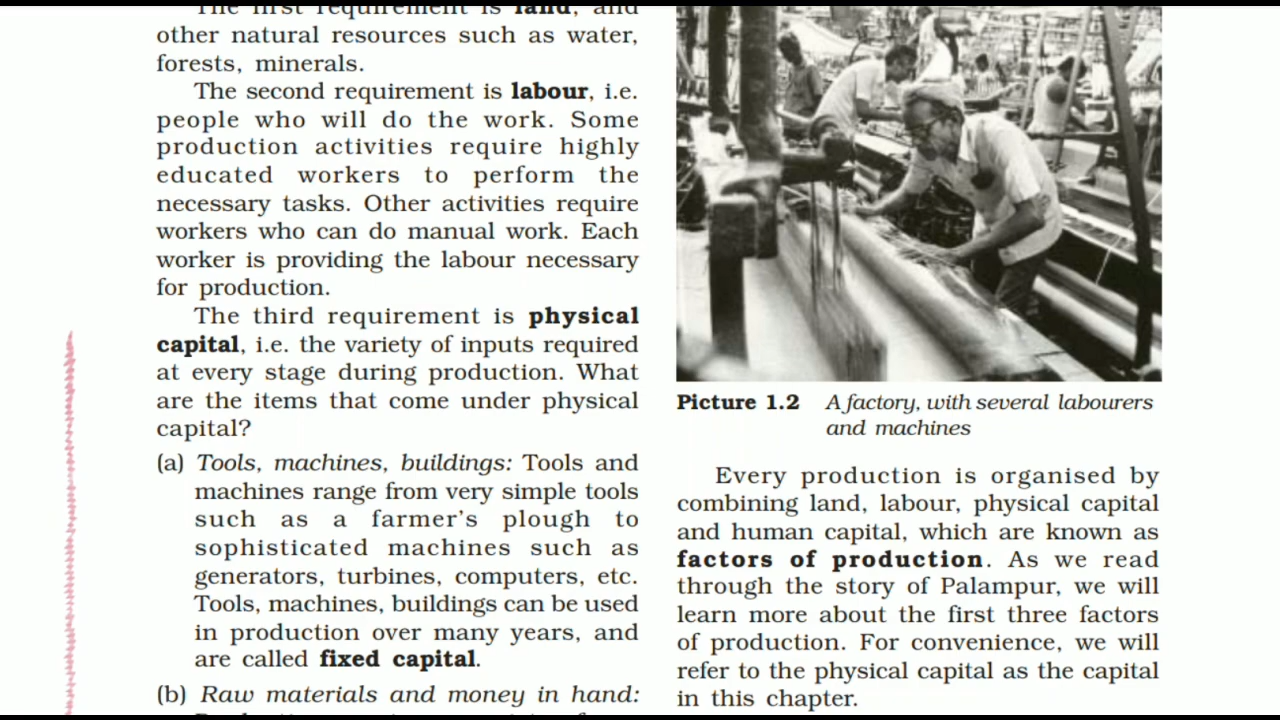 The first requirement is land, and
other natural resources such as water,
forests, minerals.
The second requirement is labour, i.e.
people who will do the work. Some
production activities require highly
educated workers to perform the
necessary tasks. Other activities require
workers who can do manual work. Each
worker is providing the labour necessary
for production.
The third requirement is physical
capital, i.e. the variety of inputs required
at every stage during production. What
are the items that come under physical
capital?
(a) Tools, machines, buildings: Tools and
machines range from very simple tools
such as a farmer's plough to
sophisticated machines such as
generators, turbines, computers, etc.
Tools, machines, buildings can be used
in production over many years, and
are called fixed capital.
(b) Raw materials and money in hand:
Picture 1.2 A factory, with several labourers
and machines
Every production is organised by
combining land, labour, physical capital
and human capital, which are known as
factors of production. As we read
through the story of Palampur, we will
learn more about the first three factors
of production. For convenience, we will
refer to the physical capital as the capital
in this chapter.